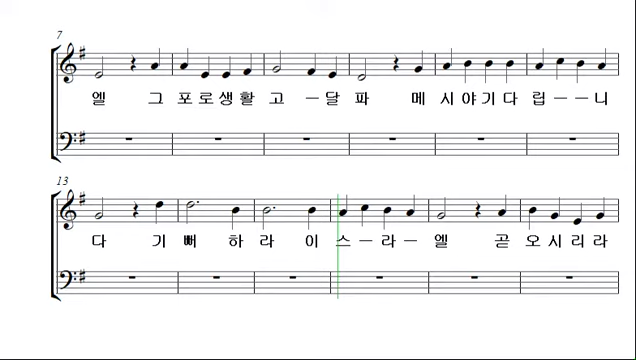 7
엘 그 포 로 생 활 고 ― 달 파 메 시 야 기 다 립 ― ― 니
13
다 기 뻐 하 라 이 스 ― 라 ― 엘 곧 오 시 리 라